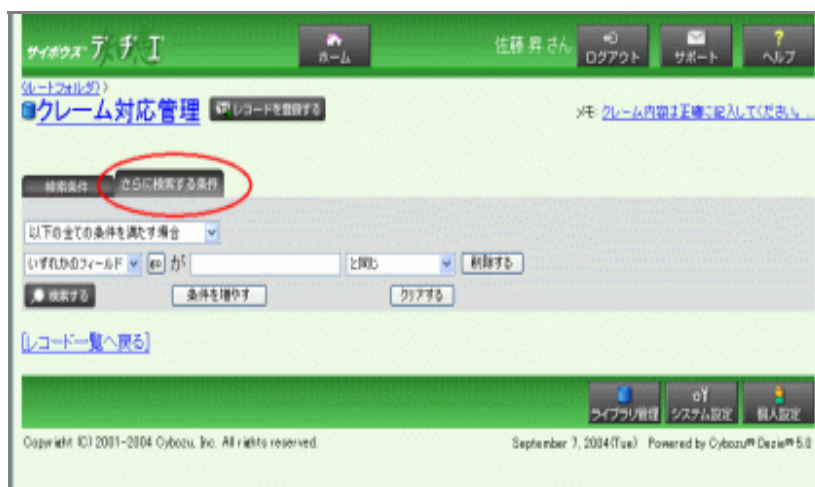 サイボウズ デヂエ
ホーム
佐藤 昇 さん
ログアウト
サポート
ヘルプ
(ルートフォルダ) >
クレーム対応管理
レコードを登録する
メモ: クレーム内容は正確に記入してください。...
検索条件
さらに検索する条件
以下の全ての条件を満たす場合
いずれかのフィールド
が
と同じ
削除する
検索する
条件を増やす
クリアする
[レコード一覧へ戻る]
ライブラリ管理
システム設定
個人設定
Copyright (C) 2001-2004 Cybozu, Inc. All rights reserved.
September 7, 2004(Tue) Powered by Cybozu™ Dezie™ 5.0